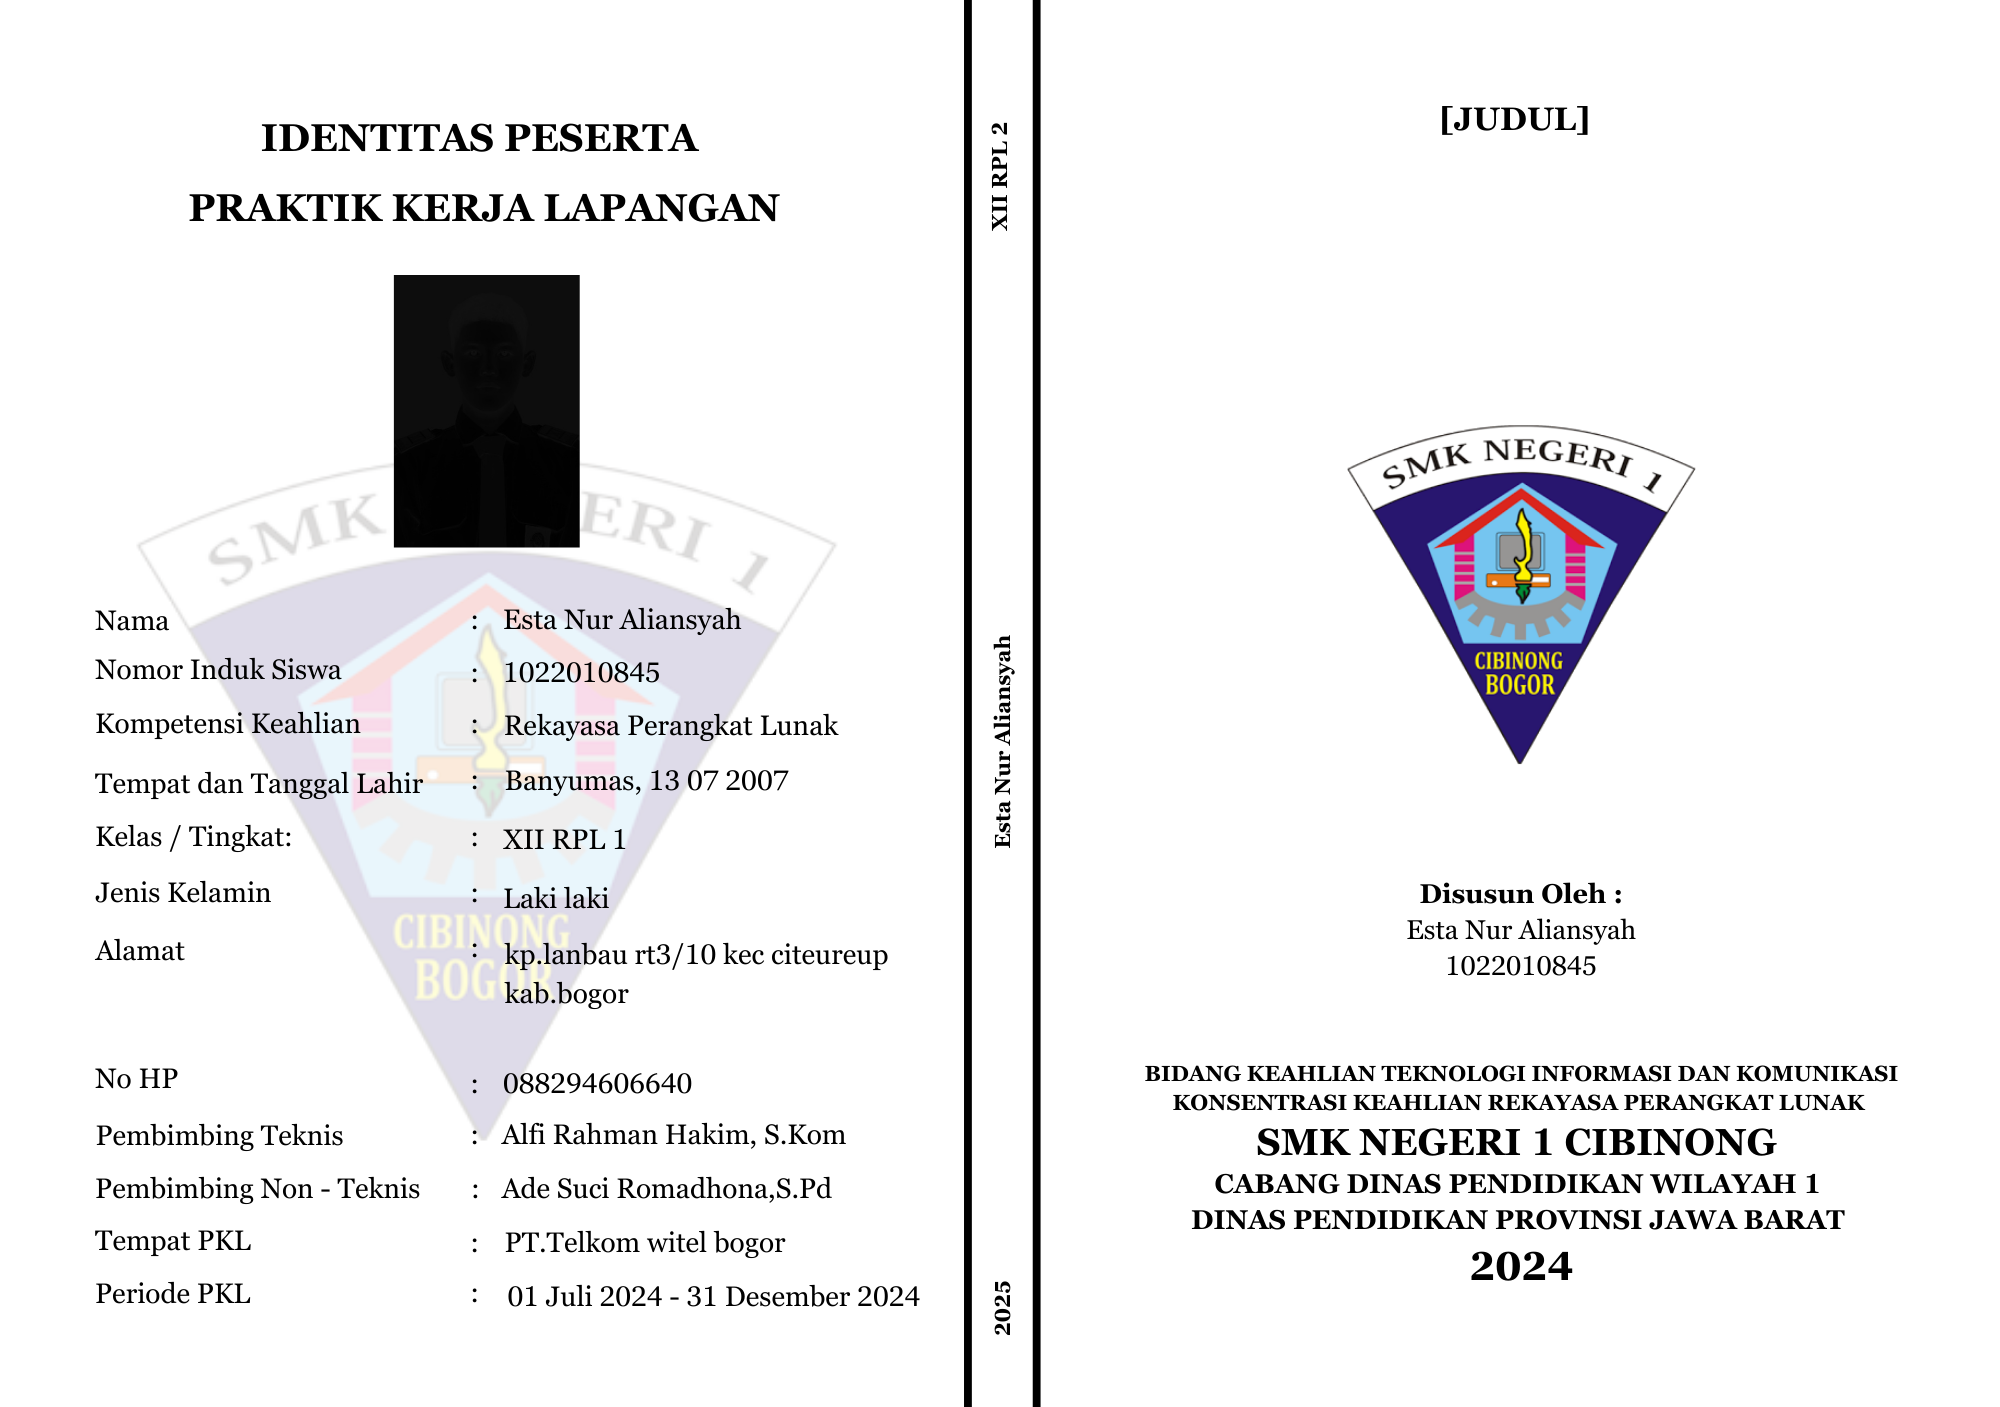 IDENTITAS PESERTA
PRAKTIK KERJA LAPANGAN
SMK ERI 1
Nama : Esta Nur Aliansyah
Nomor Induk Siswa : 1022010845
Kompetensi Keahlian : Rekayasa Perangkat Lunak
Tempat dan Tanggal Lahir : Banyumas, 13 07 2007
Kelas / Tingkat: : XII RPL 1
Jenis Kelamin : Laki laki
CIBINONG
Alamat : kp.lanbau rt3/10 kec citeureup
BOGOR
kab.bogor
No HP : 088294606640
Pembimbing Teknis : Alfi Rahman Hakim, S.Kom
Pembimbing Non - Teknis : Ade Suci Romadhona,S.Pd
Tempat PKL : PT.Telkom witel bogor
Periode PKL : 01 Juli 2024 - 31 Desember 2024
XII RPL 2
Esta Nur Aliansyah
2025
[JUDUL]
SMK NEGERI 1
CIBINONG
BOGOR
Disusun Oleh :
Esta Nur Aliansyah
1022010845
BIDANG KEAHLIAN TEKNOLOGI INFORMASI DAN KOMUNIKASI
KONSENTRASI KEAHLIAN REKAYASA PERANGKAT LUNAK
SMK NEGERI 1 CIBINONG
CABANG DINAS PENDIDIKAN WILAYAH 1
DINAS PENDIDIKAN PROVINSI JAWA BARAT
2024